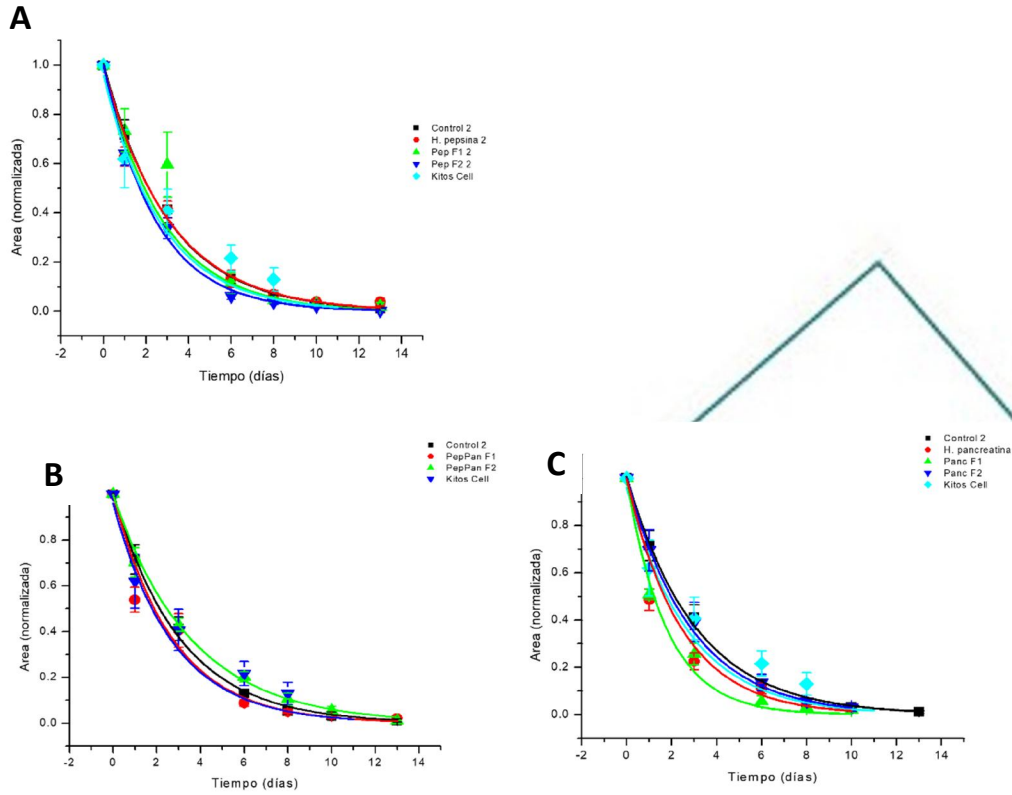 A
1.0
0.8
0.6
0.4
0.2
0.0
Area (normalizada)
-2 0 2 4 6 8 10 12 14
Tiempo (días)
Control 2
H. pepsina 2
Pep F1 2
Pep F2 2
Kitos Cell
B
0.8
0.6
0.4
0.2
0.0
Area (normalizada)
-2 0 2 4 6 8 10 12 14
Tiempo (días)
Control 2
PepPan F1
PepPan F2
Kitos Cell
C
0.8
0.6
0.4
0.2
0.0
Area (normalizada)
-2 0 2 4 6 8 10 12 14
Tiempo (días)
Control 2
H. pancreatina
Panc F1
Panc F2
Kitos Cell